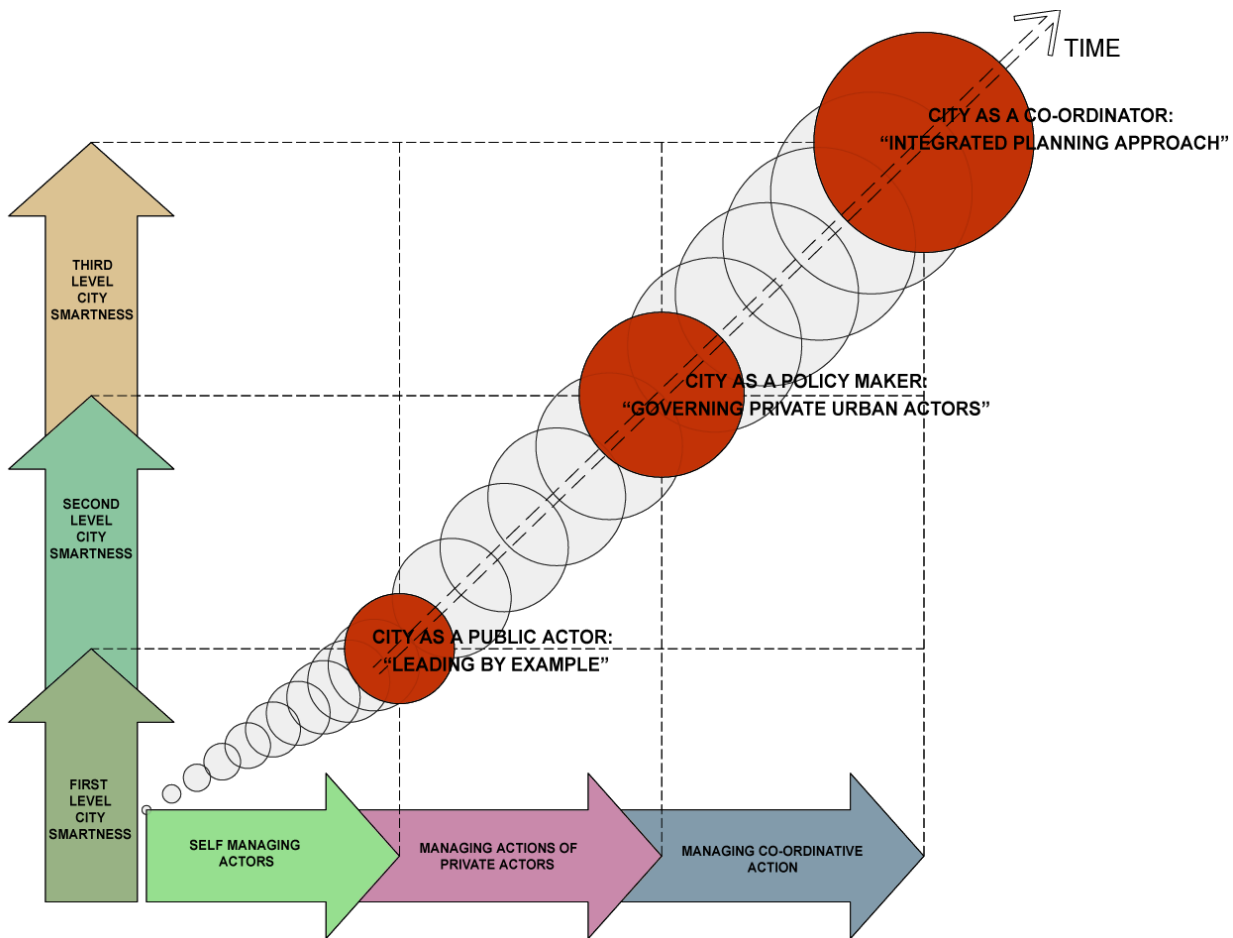 TIME
CITY AS A CO-ORDINATOR:
“INTEGRATED PLANNING APPROACH”
THIRD
LEVEL
CITY
SMARTNESS
CITY AS A POLICY MAKER:
“GOVERNING PRIVATE URBAN ACTORS”
SECOND
LEVEL
CITY
SMARTNESS
CITY AS A PUBLIC ACTOR:
“LEADING BY EXAMPLE”
FIRST
LEVEL
CITY
SMARTNESS
SELF MANAGING
ACTORS
MANAGING ACTIONS OF
PRIVATE ACTORS
MANAGING CO-ORDINATIVE
ACTION